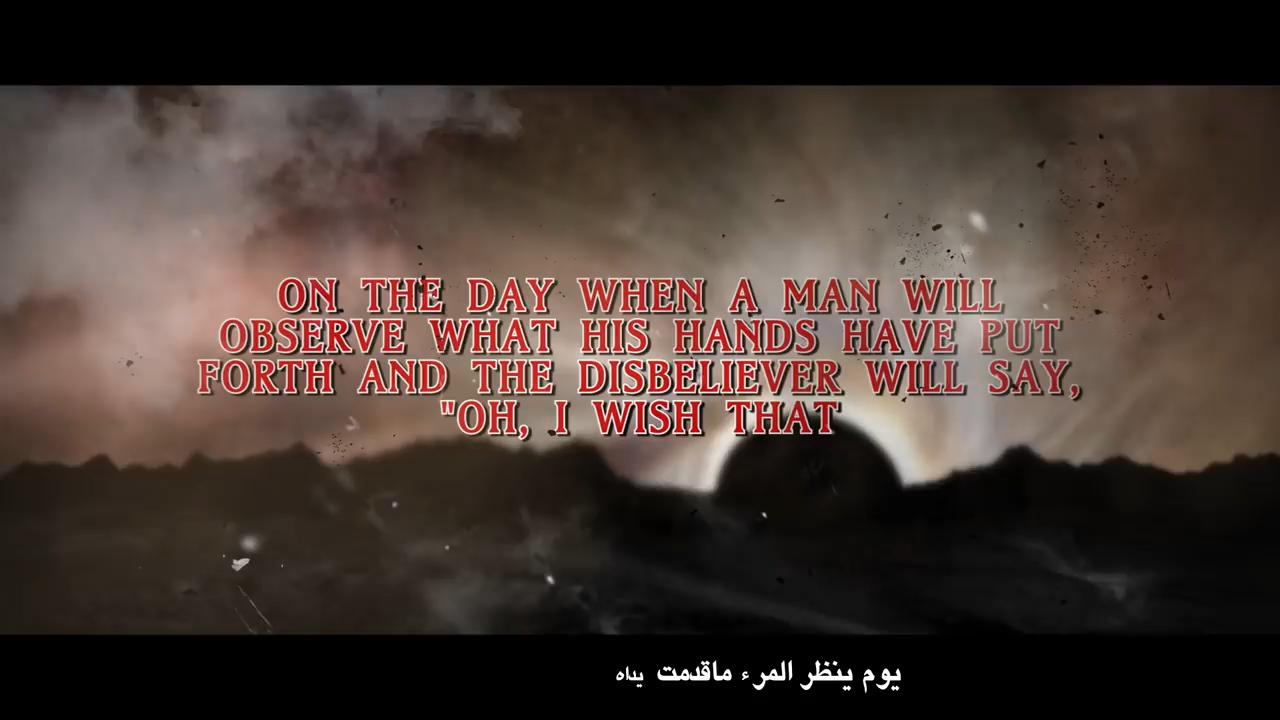 ON THE DAY WHEN A MAN WILL
OBSERVE WHAT HIS HANDS HAVE PUT
FORTH AND THE DISBELIEVER WILL SAY,
"OH, I WISH THAT
يوم ينظر المرء ماقدمت يداه